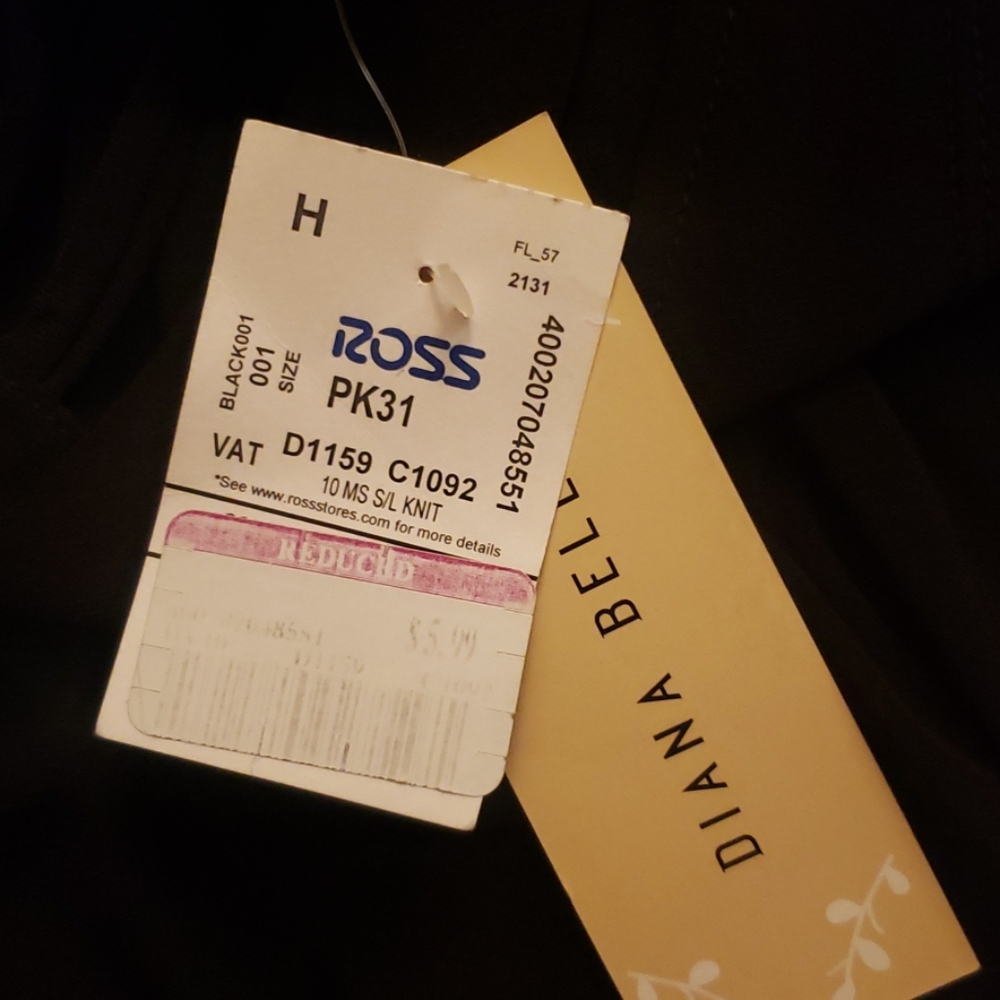 H
FL_57
2131
400207048551
BLACK001
001
SIZE
ROSS
PK31
D1159 C1092
VAT
10 MS S/L KNIT
*See www.rossstores.com for more details
REDUCED
$5.99
DIANA BELL